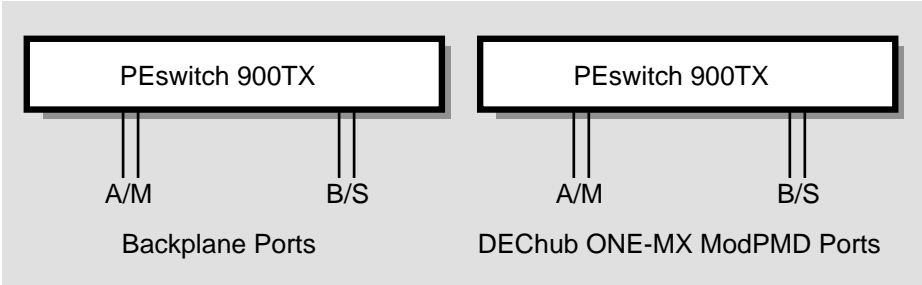 PEswitch 900TX
PEswitch 900TX
A/M
B/S
A/M
B/S
Backplane Ports
DEChub ONE-MX ModPMD Ports